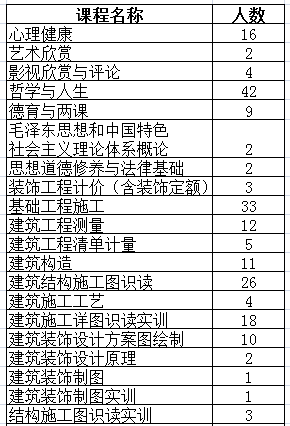 课程名称 人数
心理健康 16
艺术欣赏 2
影视欣赏与评论 4
哲学与人生 42
德育与两课 9
毛泽东思想和中国特色
社会主义理论体系概论 2
思想道德修养与法律基础 2
装饰工程计价（含装饰定额） 3
基础工程施工 33
建筑工程测量 12
建筑工程清单计量 5
建筑构造 11
建筑结构施工图识读 26
建筑施工工艺 4
建筑施工详图识读实训 18
建筑装饰设计方案图绘制 10
建筑装饰设计原理 2
建筑装饰制图 1
建筑装饰制图实训 1
结构施工图识读实训 3